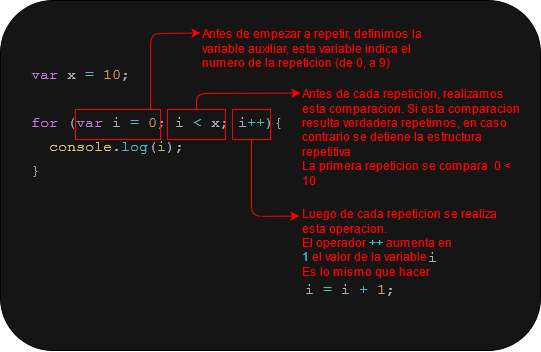 Antes de empezar a repetir, definimos la
variable auxliar, esta varable indica el
numero de la repeticion (de 0, a 9)
var x = 10;
for (var i = 0; i < x; i++){
console.log(i);
}
Antes de cada repeticion, realizamos
esta comparacion. SI esta comparacion
resulta verdadera repetimos, en caso
contrario se detiene la estructura
repetitiva
La primera repeticion se compara 0 <
10
Luego de cada repeticion se realiza
esta operacion.
El operador ++ aumenta en
1 el valor de la variable i
Es lo mismo que hacer
i = i + 1;